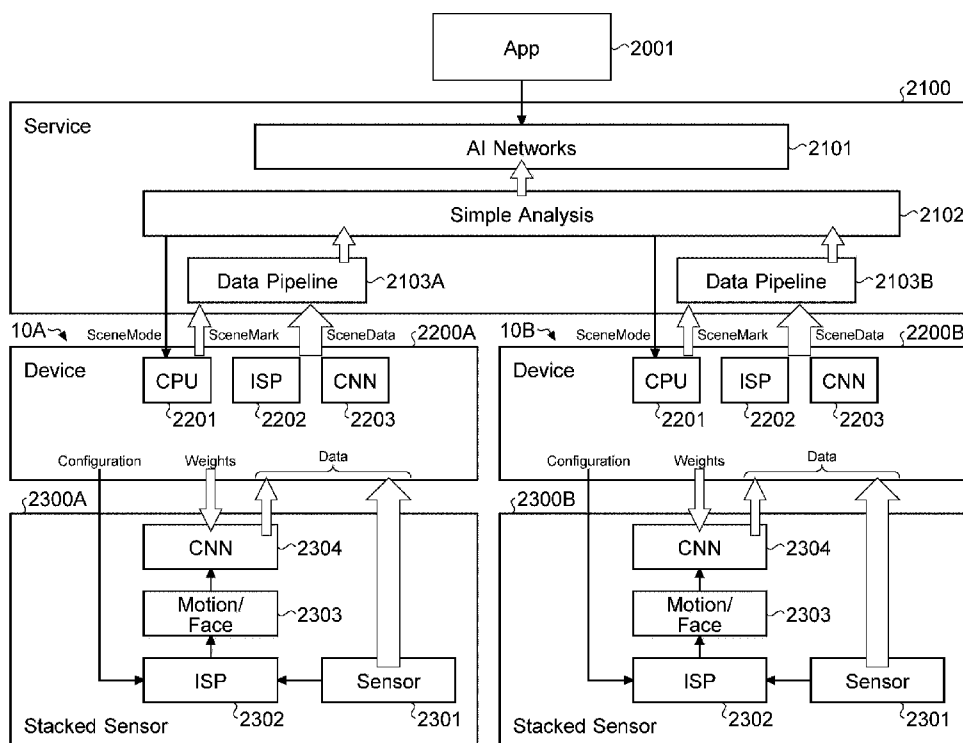 App
2001
2100
Service
AI Networks
2101
Simple Analysis
2102
Data Pipeline
2103A
Data Pipeline
2103B
10A
SceneMode
SceneMark
SceneData
2200A
10B
SceneMode
SceneMark
SceneData
2200B
Device
CPU
ISP
CNN
2201
2202
2203
Device
CPU
ISP
CNN
2201
2202
2203
Configuration
Weights
Data
Configuration
Weights
Data
2300A
2300B
CNN
2304
CNN
2304
Motion/
Face
2303
Motion/
Face
2303
ISP
Sensor
2302
2301
Stacked Sensor
ISP
Sensor
2302
2301
Stacked Sensor